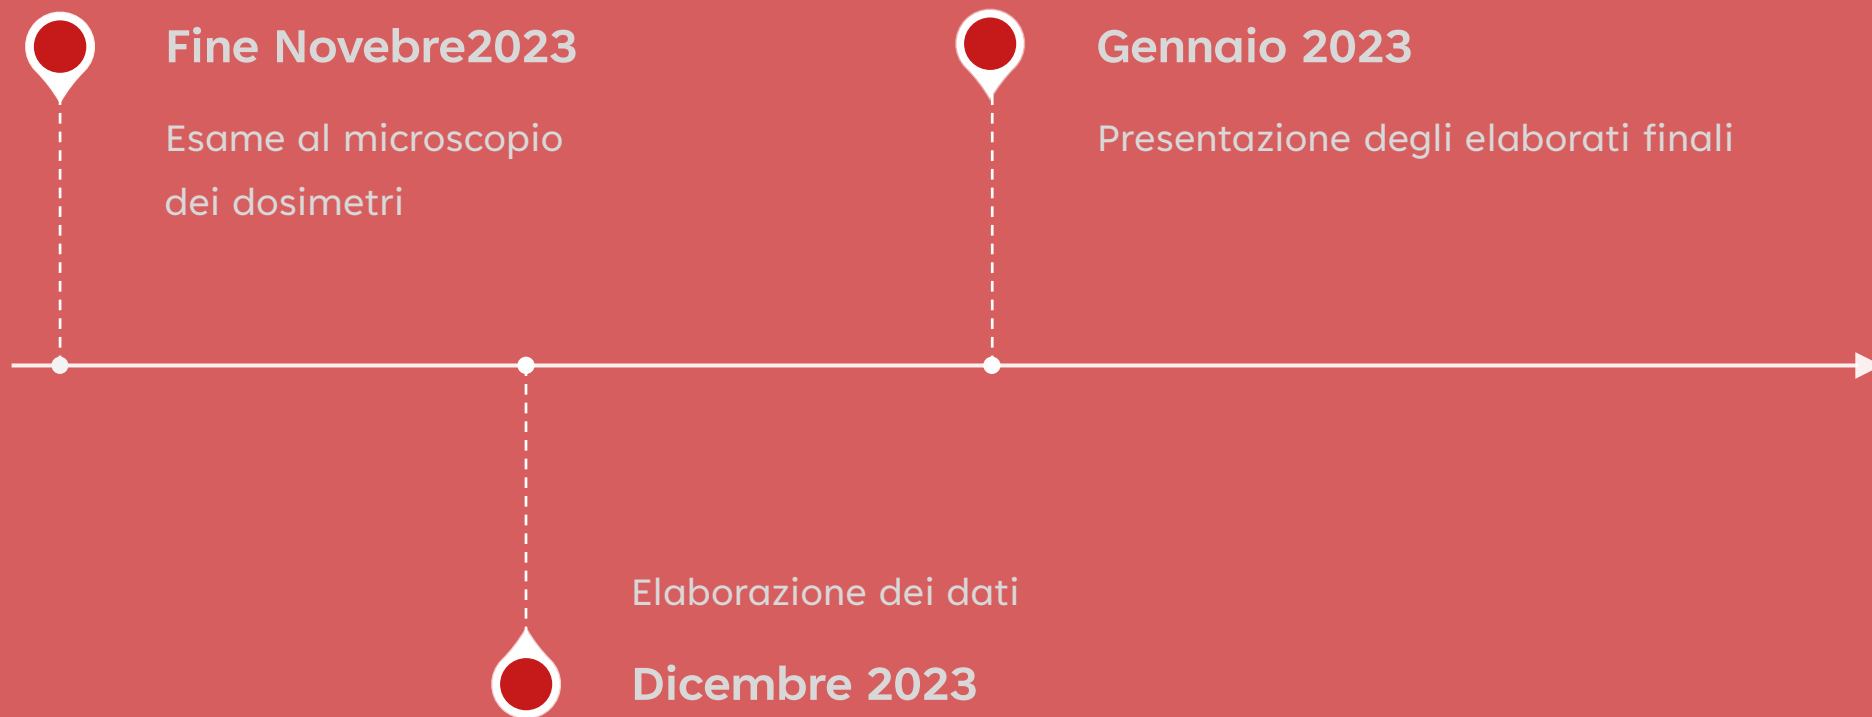 Fine Novebre2023
Esame al microscopio
dei dosimetri
Gennaio 2023
Presentazione degli elaborati finali
Elaborazione dei dati
Dicembre 2023